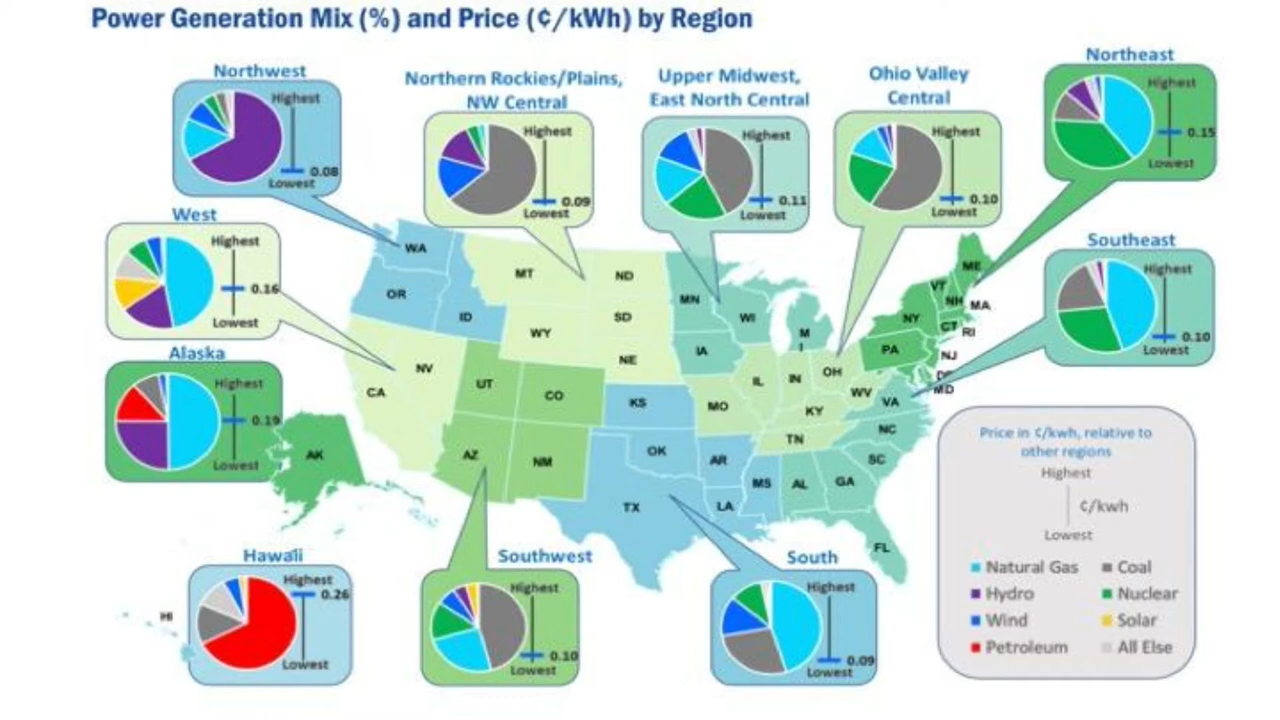 Power Generation Mix (%) and Price (¢/kWh) by Region
Northwest
Highest
0.08
Lowest
Northern Rockies/Plains,
NW Central
Highest
0.09
Lowest
Upper Midwest,
East North Central
Highest
0.11
Lowest
Ohio Valley
Central
Highest
0.10
Lowest
Northeast
Highest
0.15
Lowest
West
Highest
0.16
Lowest
Southeast
Highest
0.10
Lowest
Alaska
Highest
0.19
Lowest
Hawaii
Highest
0.26
Lowest
Southwest
Highest
0.10
Lowest
South
Highest
0.09
Lowest
WA
OR
ID
MT
ND
SD
WY
NE
MN
WI
M
I
IA
ME
VT
NH
MA
NY
CT
RI
PA
NJ
MD
NV
CA
UT
CO
KS
MO
IL
IN
OH
WV
VA
KY
TN
NC
SC
AZ
NM
OK
AR
TX
LA
MS
AL
GA
FL
AK
HI
Price in ¢/kwh, relative to
other regions
Highest
¢/kwh
Lowest
Natural Gas
Coal
Hydro
Nuclear
Wind
Solar
Petroleum
All Else